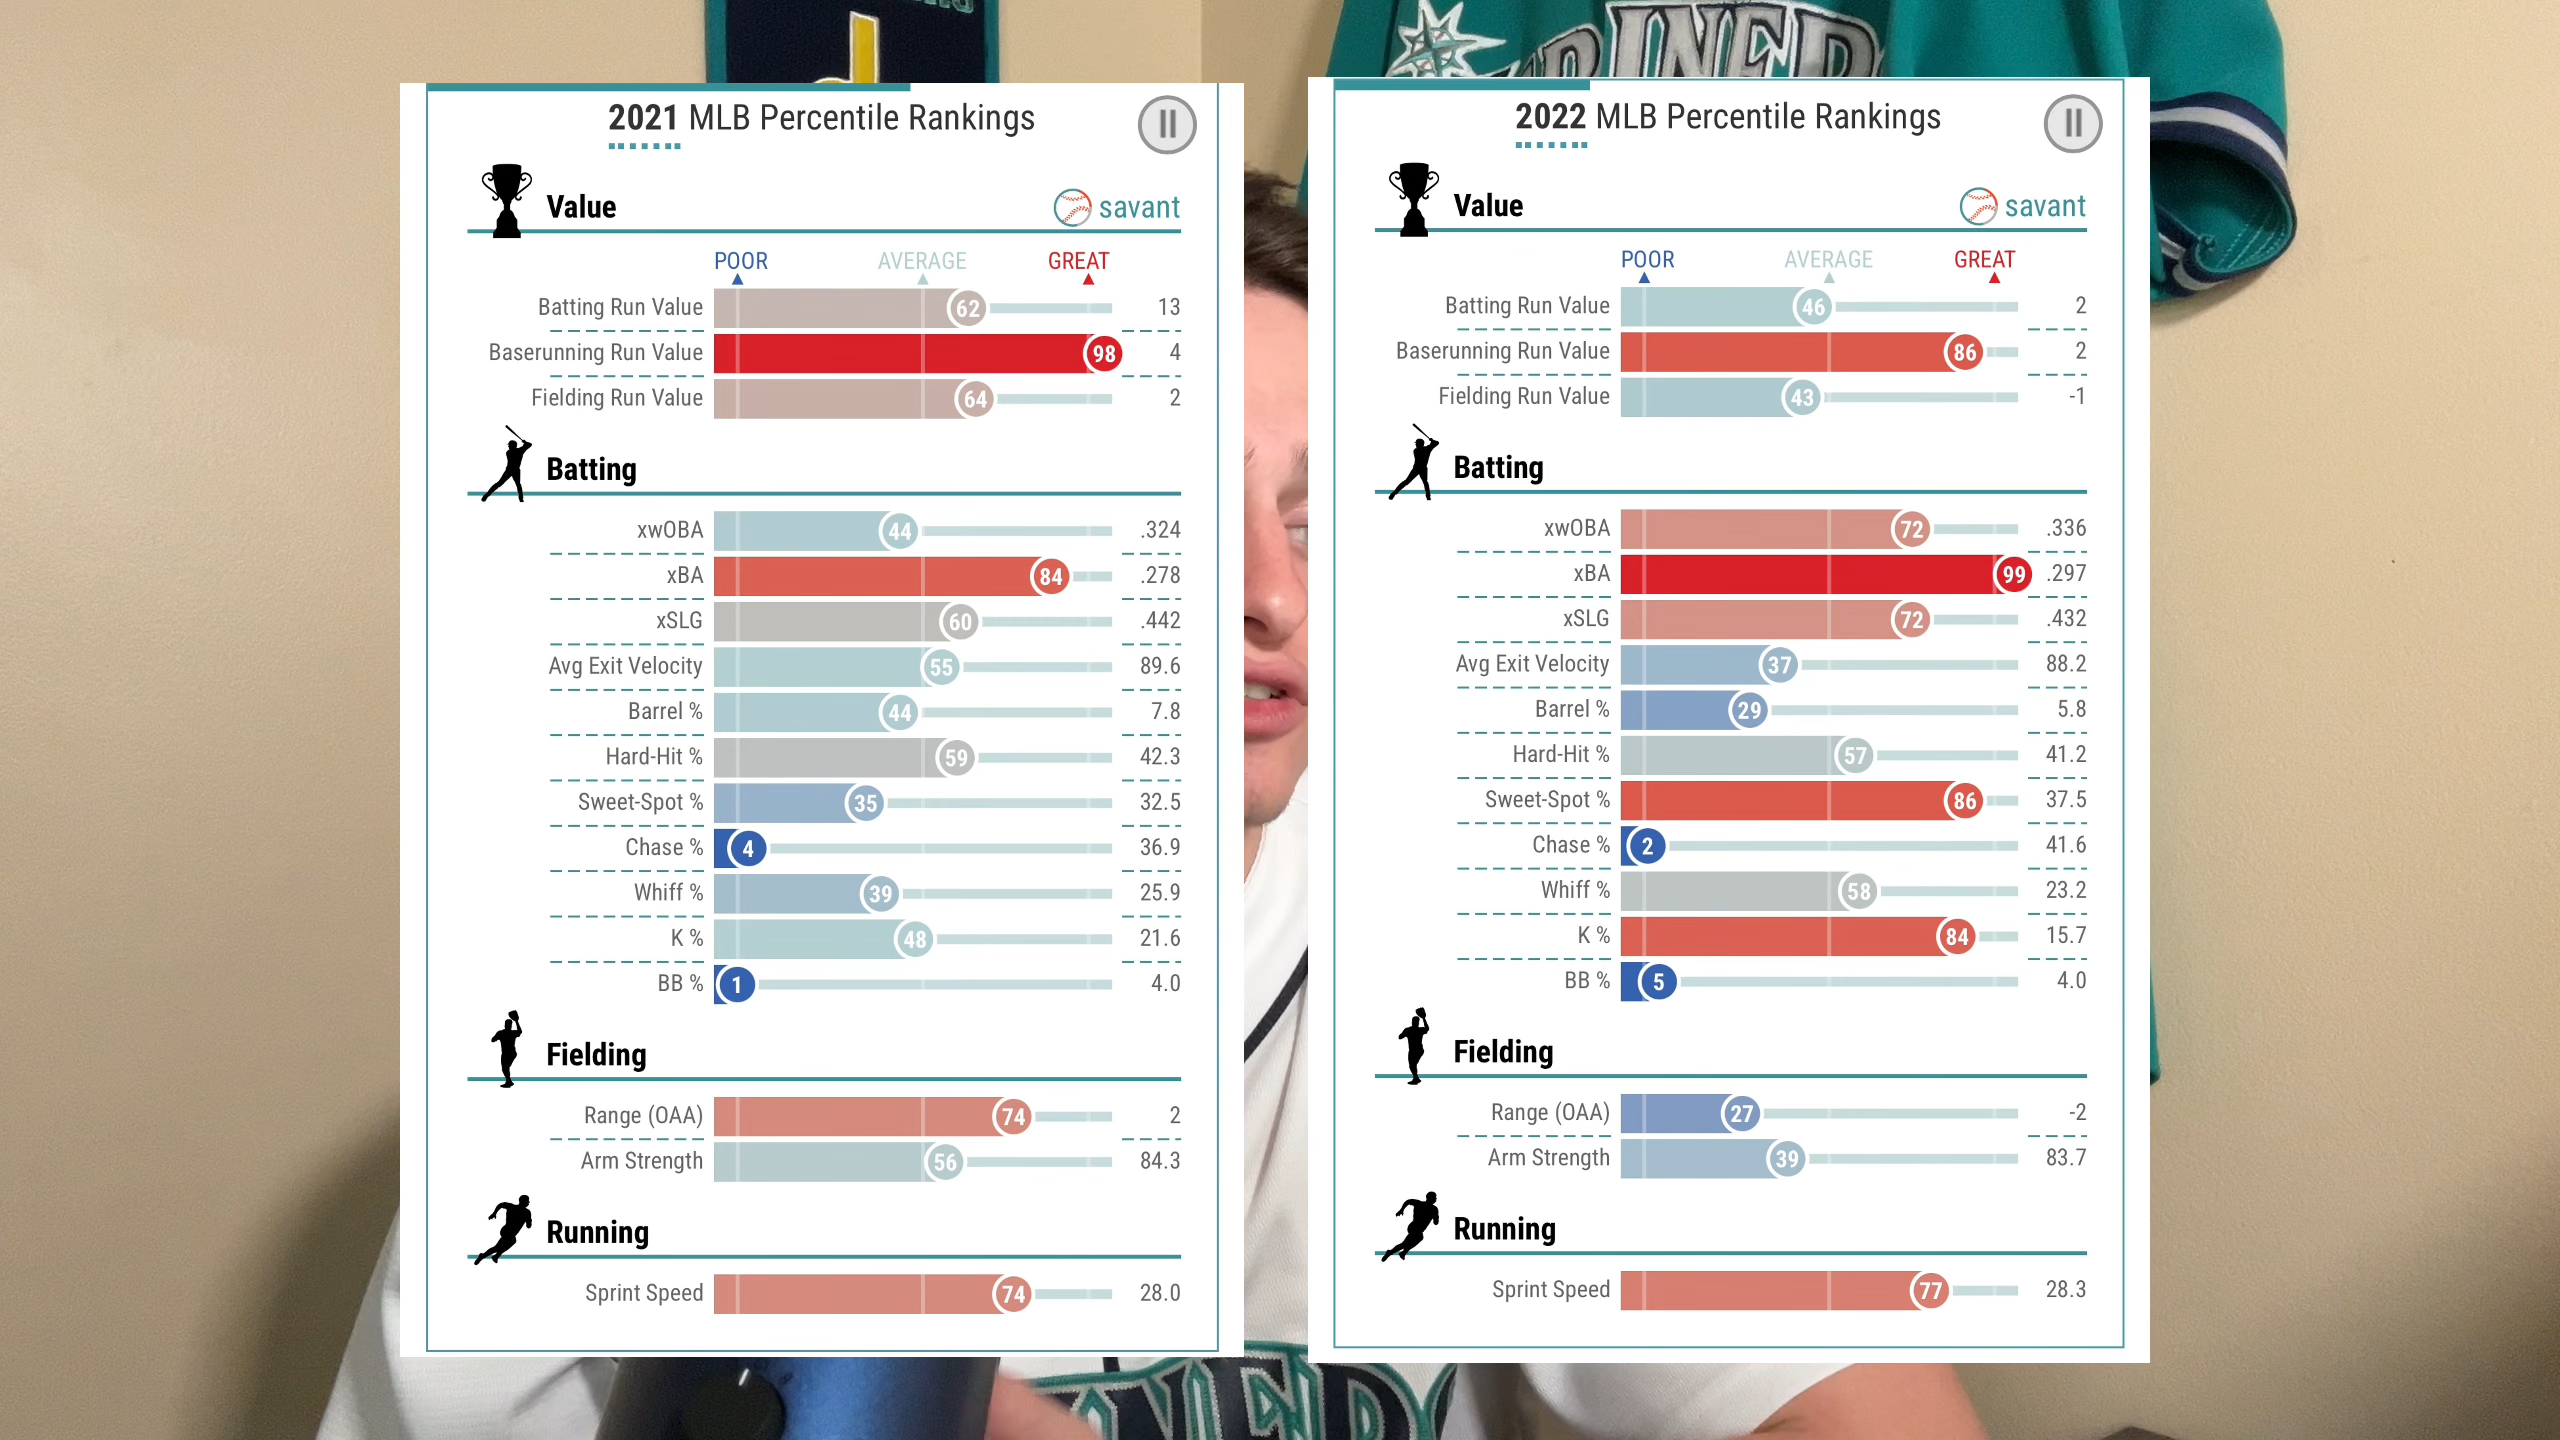 2021 MLB Percentile Rankings
Value
savant
POOR AVERAGE GREAT
Batting Run Value 62 13
Baserunning Run Value 98 4
Fielding Run Value 64 2
Batting
xwOBA 44 .324
xBA 84 .278
xSLG 60 .442
Avg Exit Velocity 55 89.6
Barrel % 44 7.8
Hard-Hit % 59 42.3
Sweet-Spot % 35 32.5
Chase % 4 36.9
Whiff % 39 25.9
K % 48 21.6
BB % 1 4.0
Fielding
Range (OAA) 74 2
Arm Strength 56 84.3
Running
Sprint Speed 74 28.0
2022 MLB Percentile Rankings
Value
savant
POOR AVERAGE GREAT
Batting Run Value 46 2
Baserunning Run Value 86 2
Fielding Run Value 43 -1
Batting
xwOBA 72 .336
xBA 99 .297
xSLG 72 .432
Avg Exit Velocity 37 88.2
Barrel % 29 5.8
Hard-Hit % 57 41.2
Sweet-Spot % 86 37.5
Chase % 2 41.6
Whiff % 58 23.2
K % 84 15.7
BB % 5 4.0
Fielding
Range (OAA) 27 -2
Arm Strength 39 83.7
Running
Sprint Speed 77 28.3